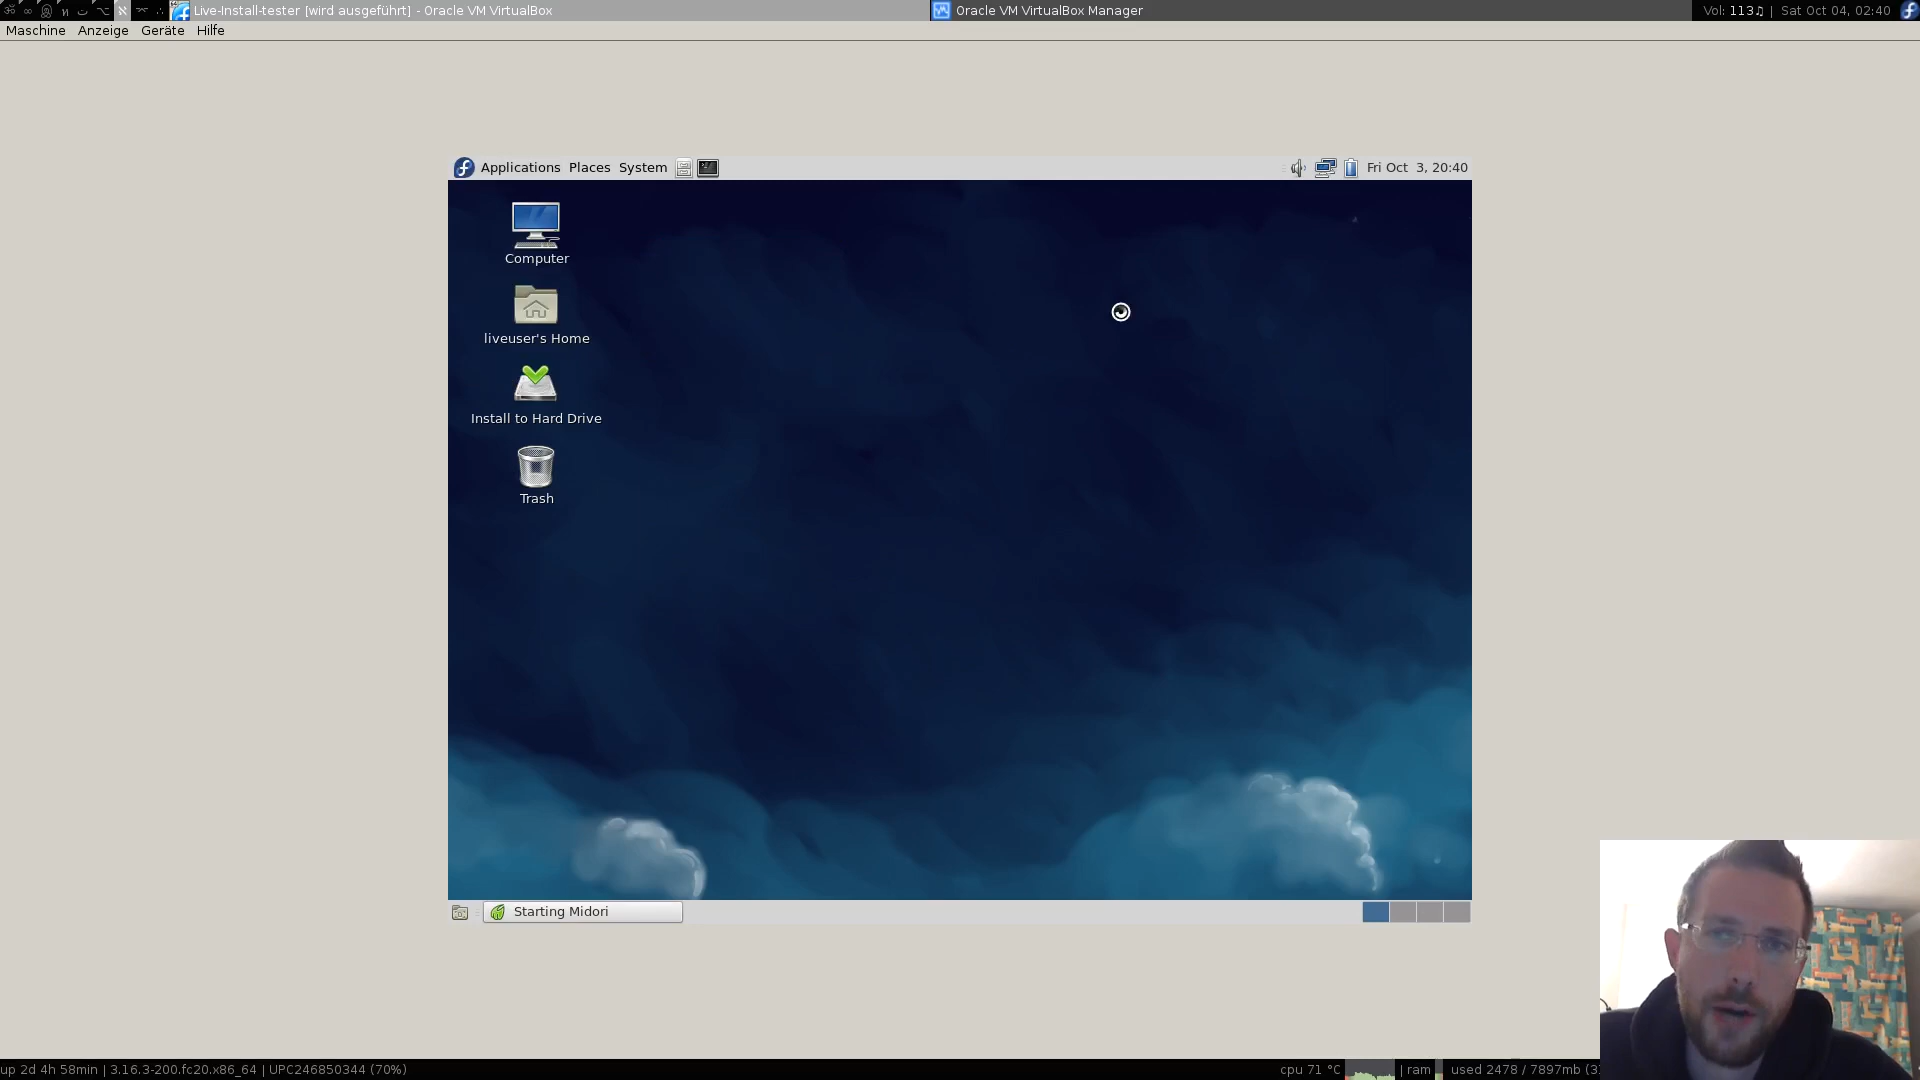 Live-Install-tester [wird ausgeführt] - Oracle VM VirtualBox
Oracle VM VirtualBox Manager
Vol: 113♫ | Sat Oct 04, 02:40
Maschine Anzeige Geräte Hilfe
Applications Places System
Fri Oct 3, 20:40
Computer
liveuser's Home
Install to Hard Drive
Trash
Starting Midori
up 2d 4h 58min | 3.16.3-200.fc20.x86_64 | UPC246850344 (70%)
cpu 71 °C | ram used 2478 / 7897mb